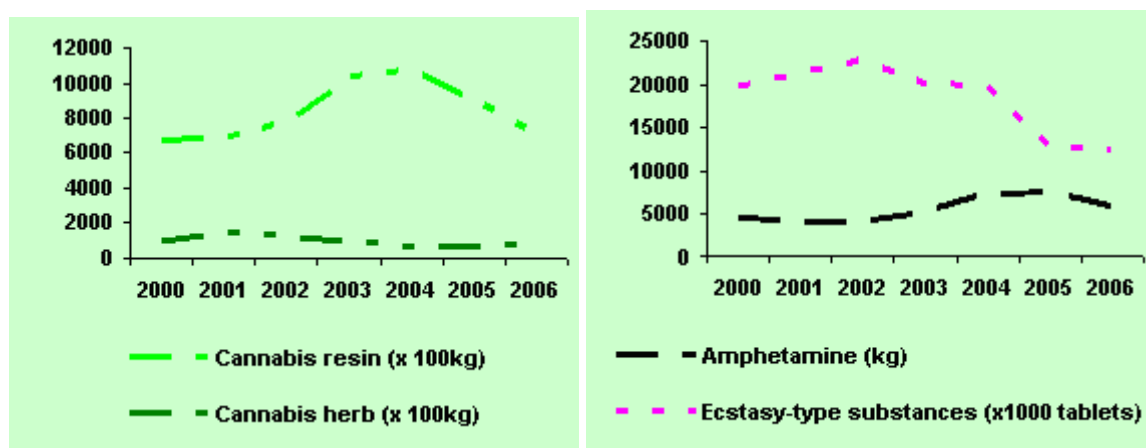 12000
10000
8000
6000
4000
2000
0
2000 2001 2002 2003 2004 2005 2006
Cannabis resin (x 100kg)
Cannabis herb (x 100kg)
25000
20000
15000
10000
5000
0
2000 2001 2002 2003 2004 2005 2006
Amphetamine (kg)
Ecstasy-type substances (x1000 tablets)